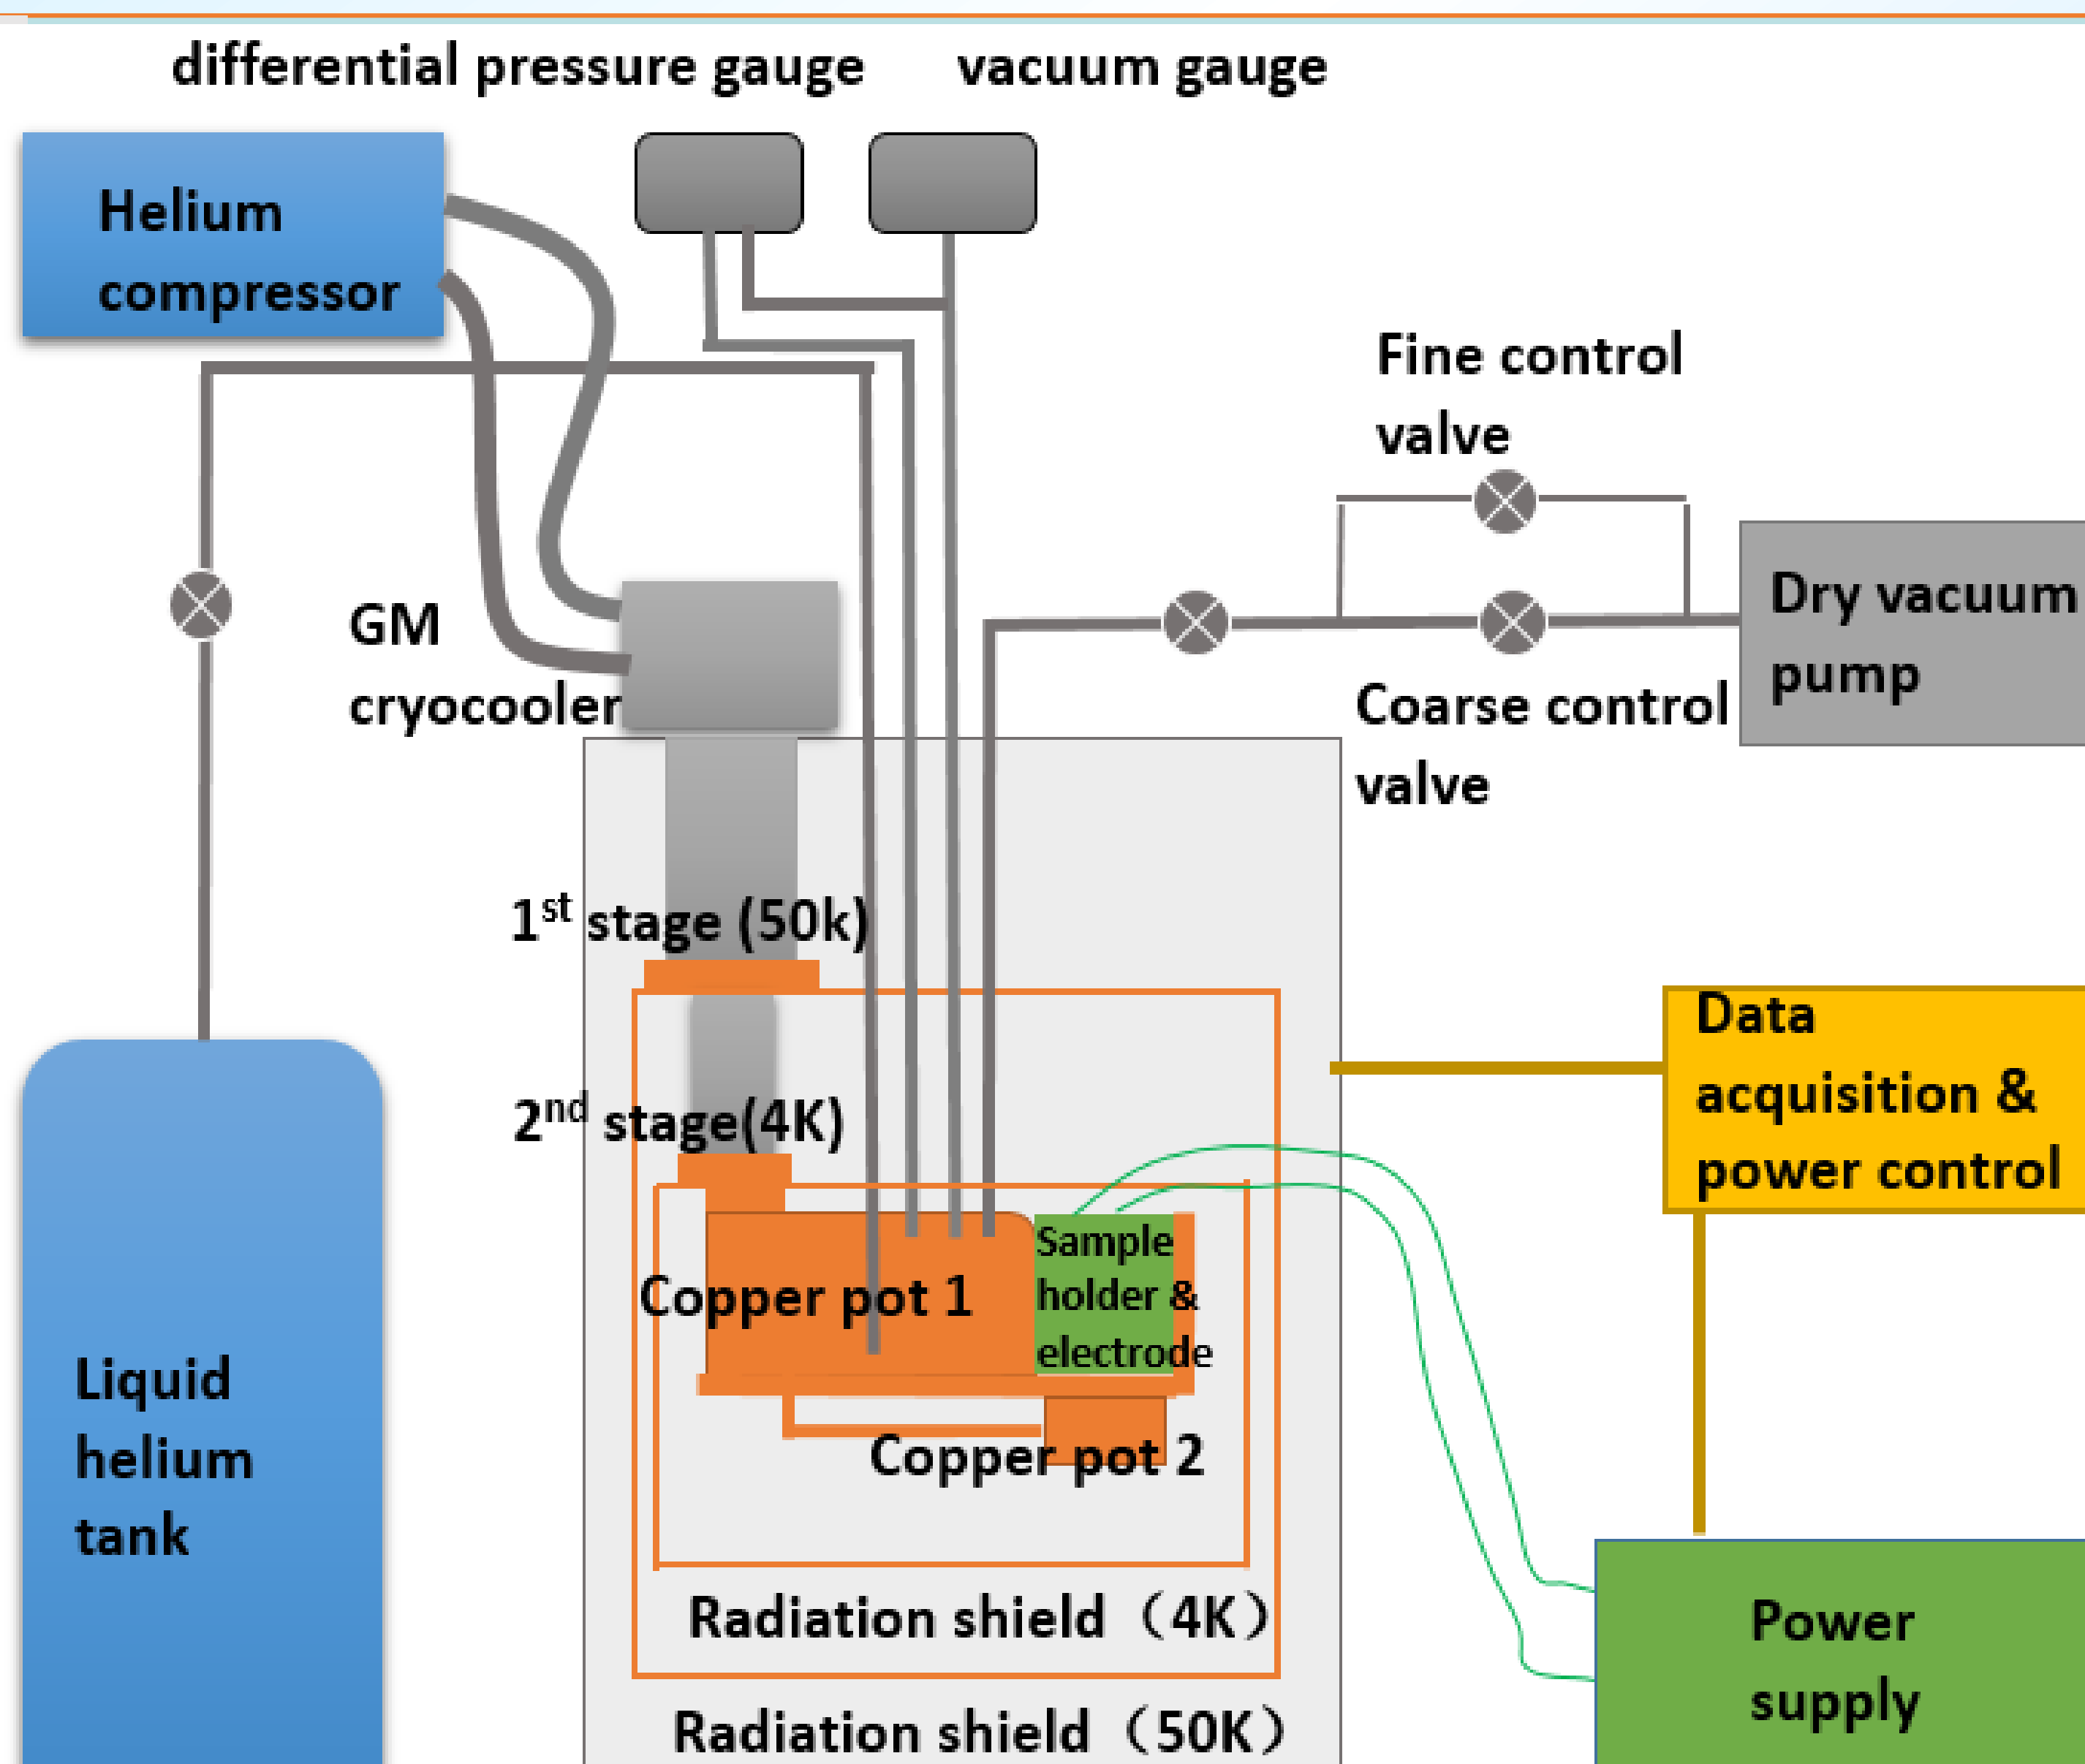 differential pressure gauge
vacuum gauge
Helium
compressor
Fine control
valve
GM
cryocooler
Dry vacuum
pump
Coarse control
valve
1st stage (50k)
Data
acquisition &
power control
2nd stage(4K)
Sample
holder &
electrode
Copper pot 1
Copper pot 2
Liquid
helium
tank
Radiation shield（4K）
Power
supply
Radiation shield（50K）